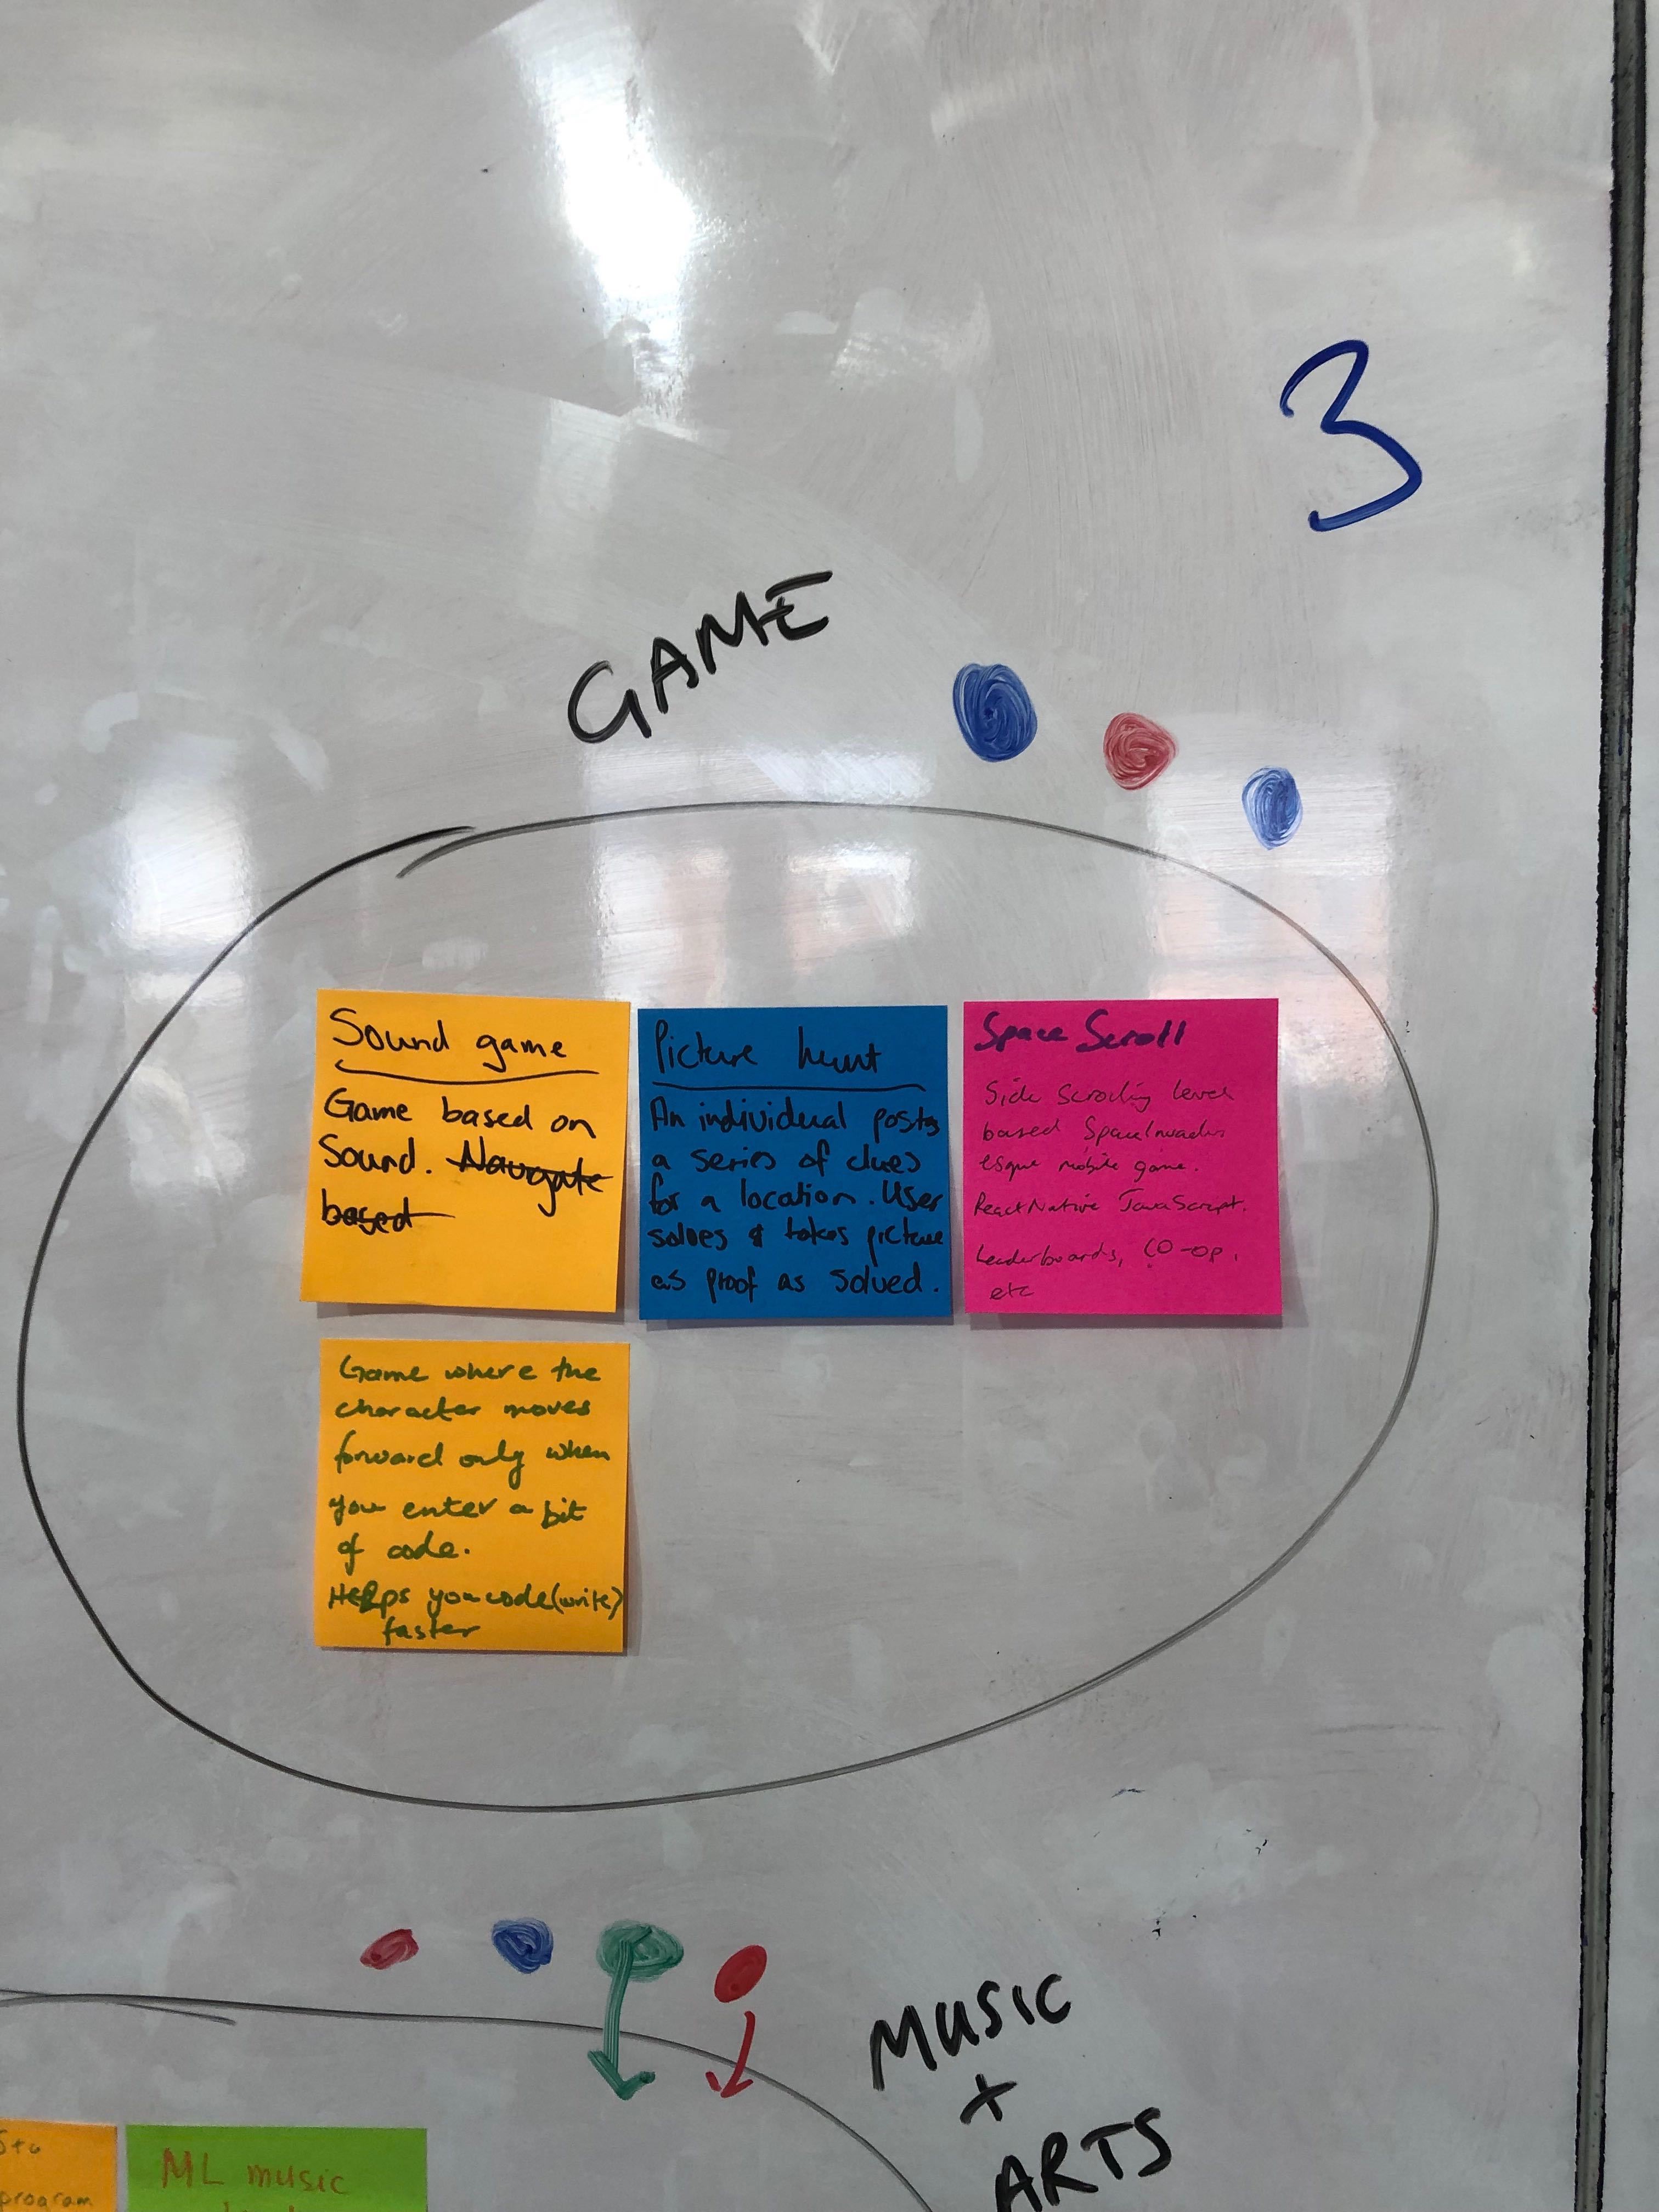 3
GAME
Sound game
Game based on
Sound. Navagate
based
Picture hunt
An individual posts
a series of clues
for a location. User
solves & takes picture
as proof as solved.
Space Scroll
Side Scrolling level
based Space Invaders
esque mobile game.
React Native JavaScript.
Leaderboards, CO-op,
etc
Game where the
character moves
forward only when
you enter a bit
of code.
Helps you code (write)
faster
MUSIC
+
ARTS
program
ML music